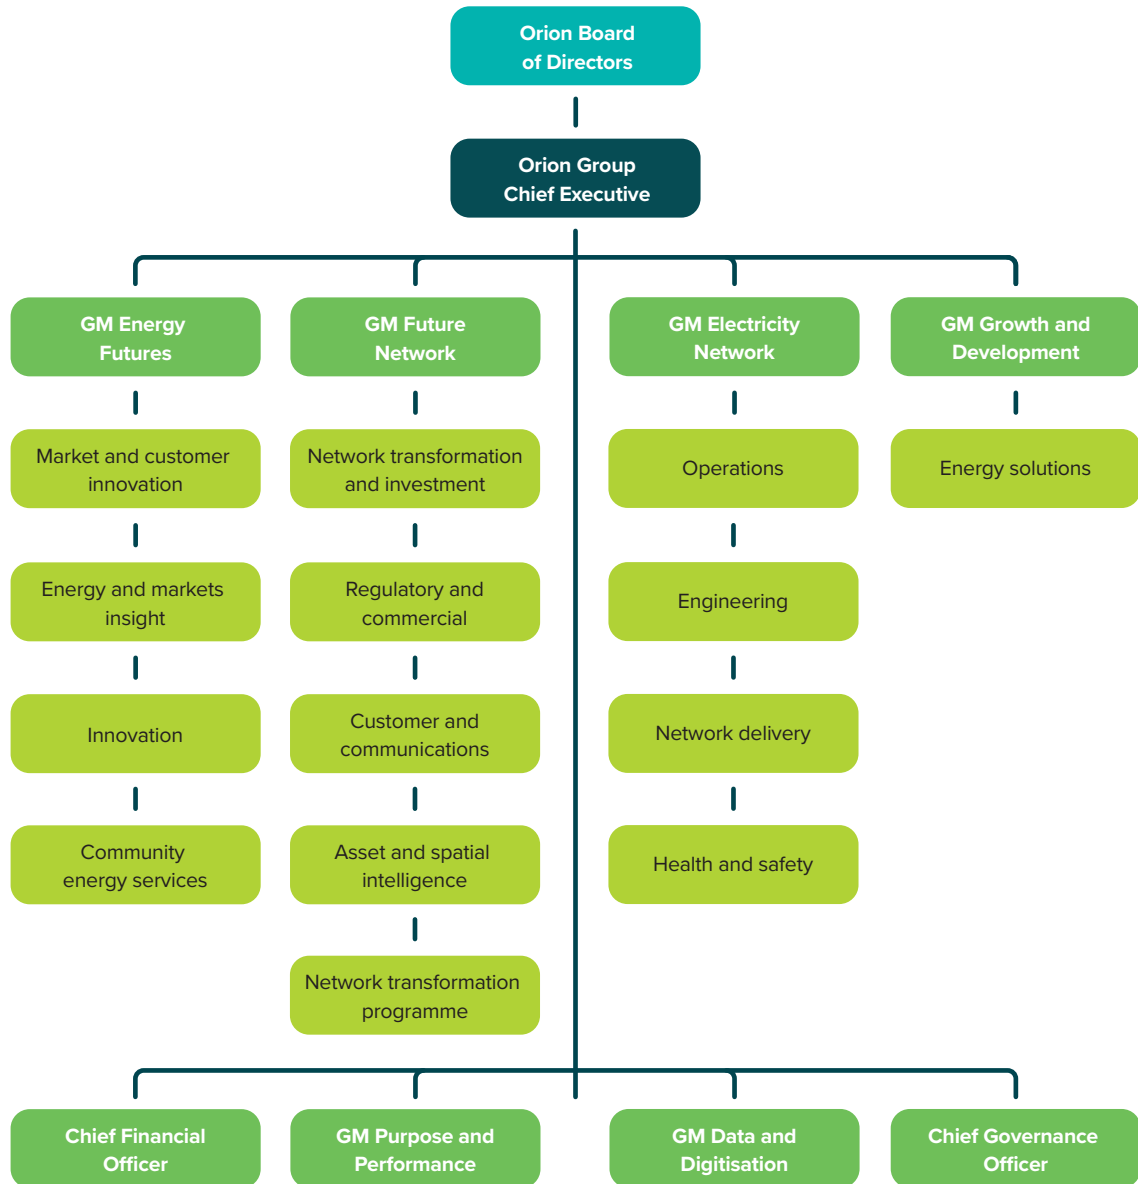 Orion Board
of Directors
Orion Group
Chief Executive
GM Energy
Futures
Market and customer
innovation
Energy and markets
insight
Innovation
Community
energy services
GM Future
Network
Network transformation
and investment
Regulatory and
commercial
Customer and
communications
Asset and spatial
intelligence
Network transformation
programme
GM Electricity
Network
Operations
Engineering
Network delivery
Health and safety
GM Growth and
Development
Energy solutions
Chief Financial
Officer
GM Purpose and
Performance
GM Data and
Digitisation
Chief Governance
Officer